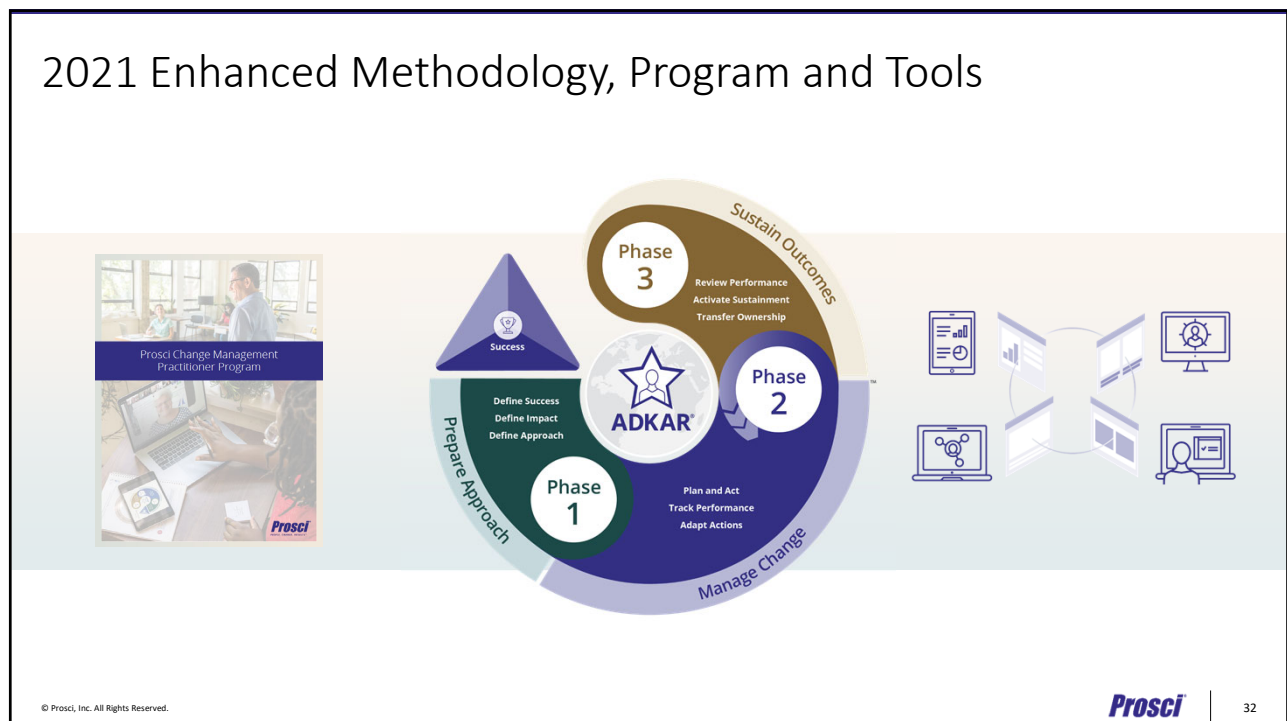 2021 Enhanced Methodology, Program and Tools
Prosci Change Management
Practitioner Program
Prosci
Success
Prepare Approach
Define Success
Define Impact
Define Approach
Phase
1
ADKAR®
Phase
2
Plan and Act
Track Performance
Adapt Actions
Manage Change
Phase
3
Review Performance
Activate Sustainment
Transfer Ownership
Sustain Outcomes
TM
© Prosci, Inc. All Rights Reserved.
Prosci
32